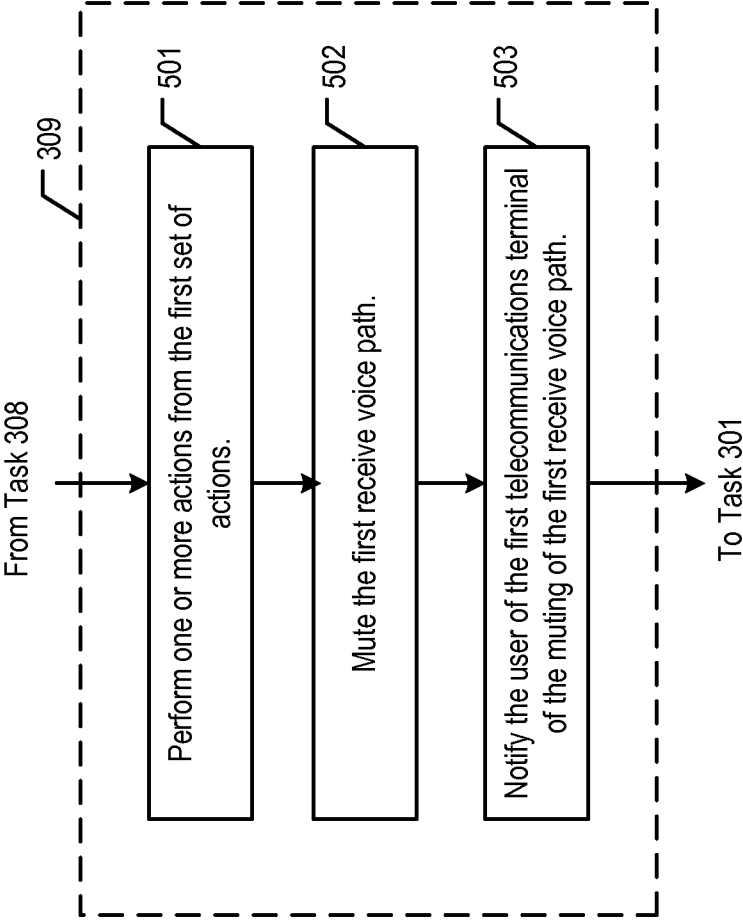 From Task 308
309
501
Perform one or more actions from the first set of
actions.
502
Mute the first receive voice path.
503
Notify the user of the first telecommunications terminal
of the muting of the first receive voice path.
To Task 301